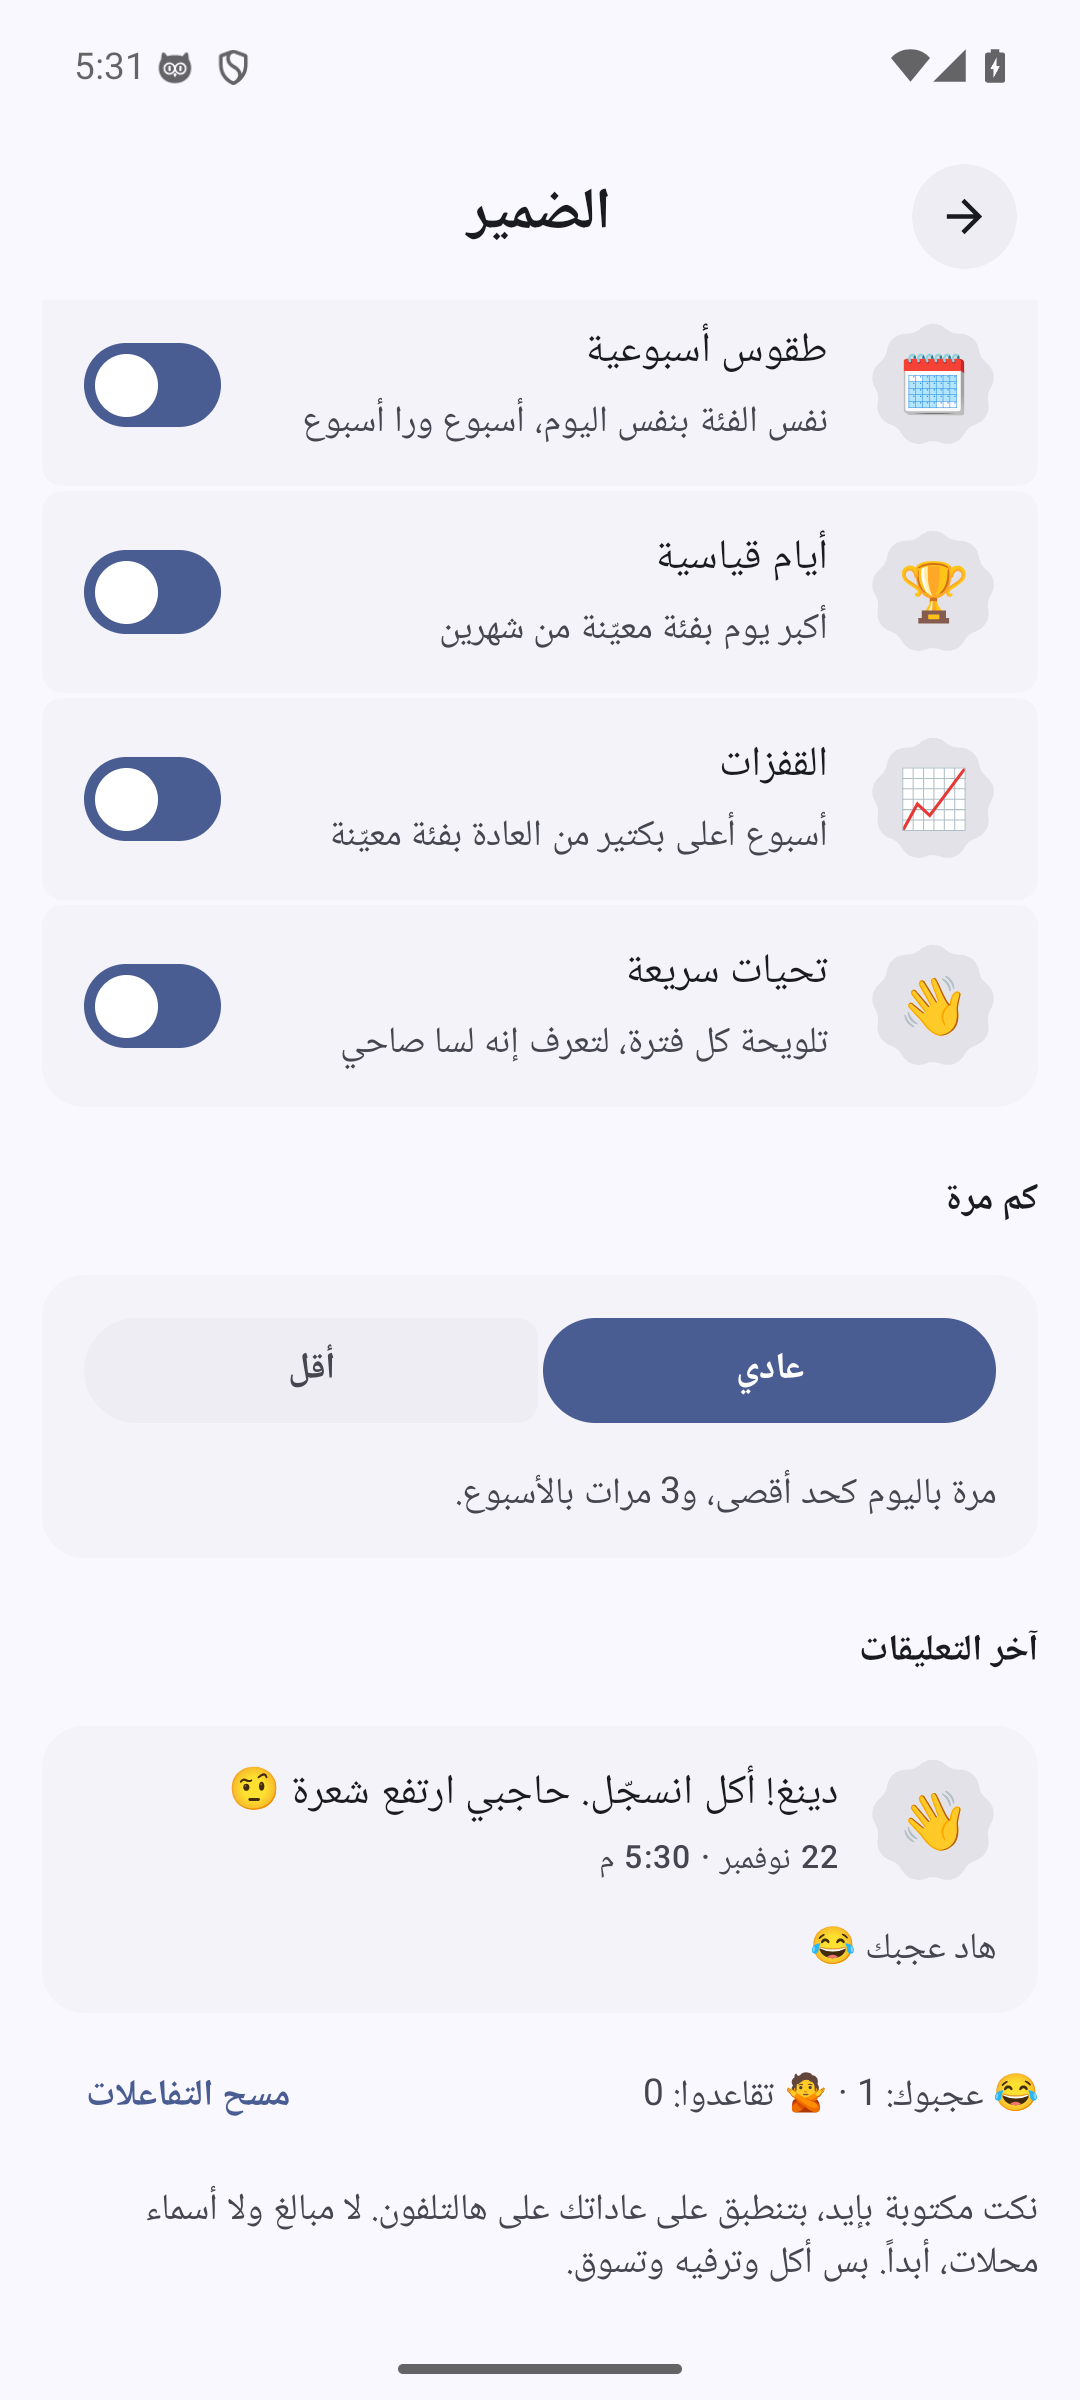 5:31
الضمير
طقوس أسبوعية
نفس الفئة بنفس اليوم، أسبوع ورا أسبوع
أيام قياسية
أكبر يوم بفئة معيّنة من شهرين
القفزات
أسبوع أعلى بكتير من العادة بفئة معيّنة
تحيات سريعة
تلويحة كل فترة، لتعرف إنه لسا صاحي
كم مرة
عادي
أقل
مرة باليوم كحد أقصى، و3 مرات بالأسبوع.
آخر التعليقات
دينغ! أكل انسجّل. حاجبي ارتفع شعرة 🤨
22 نوفمبر · 5:30 م
هاد عجبك 😂
😂 عجبوك: 1 · 🙅 تقاعدوا: 0
مسح التفاعلات
نكت مكتوبة بإيد، بتنطبق على عاداتك على هالتلفون. لا مبالغ ولا أسماء
محلات، أبداً. بس أكل وترفيه وتسوق.